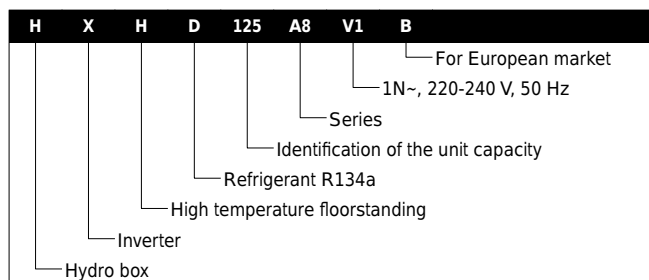 H X H D 125 A8 V1 B
For European market
1N~, 220-240 V, 50 Hz
Series
Identification of the unit capacity
Refrigerant R134a
High temperature floorstanding
Inverter
Hydro box